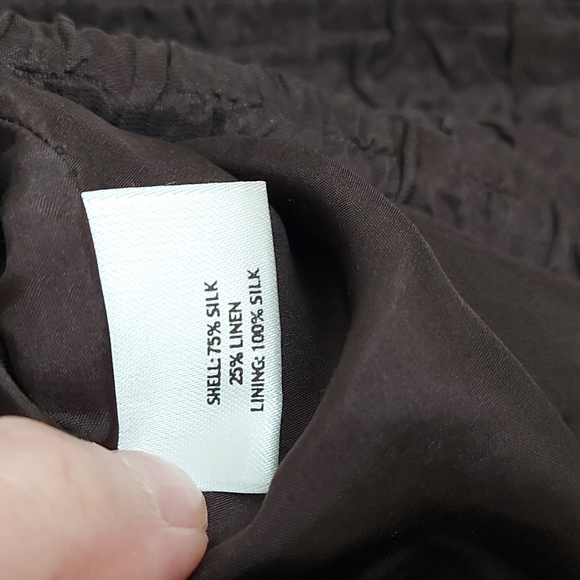 SHELL: 75% SILK
25% LINEN
LINING: 100% SILK